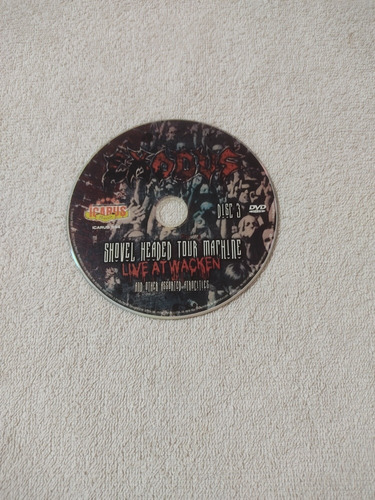 EXODUS
ICARUS
DISC 3
DVD
SHOVEL HEADED TOUR MACHINE
LIVE AT WACKEN
AND OTHER ASSORTED ATROCITIES